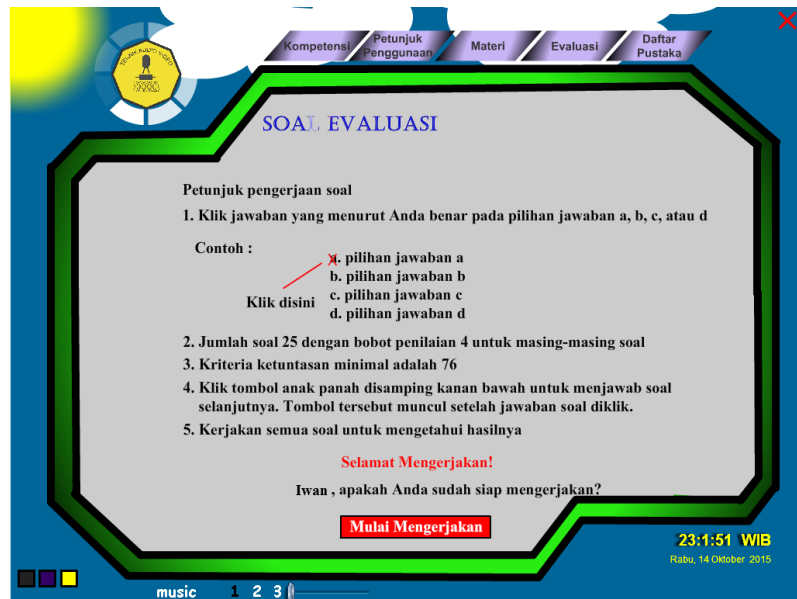 Kompetensi
Petunjuk
Penggunaan
Materi
Evaluasi
Daftar
Pustaka
TEKNIK AUDIO VIDEO
SOAL EVALUASI
Petunjuk pengerjaan soal
1. Klik jawaban yang menurut Anda benar pada pilihan jawaban a, b, c, atau d
Contoh :
a. pilihan jawaban a
b. pilihan jawaban b
Klik disini
c. pilihan jawaban c
d. pilihan jawaban d
2. Jumlah soal 25 dengan bobot penilaian 4 untuk masing-masing soal
3. Kriteria ketuntasan minimal adalah 76
4. Klik tombol anak panah disamping kanan bawah untuk menjawab soal
selanjutnya. Tombol tersebut muncul setelah jawaban soal diklik.
5. Kerjakan semua soal untuk mengetahui hasilnya
Selamat Mengerjakan!
Iwan , apakah Anda sudah siap mengerjakan?
Mulai Mengerjakan
23:1:51 WIB
Rabu, 14 Oktober 2015
music 1 2 3